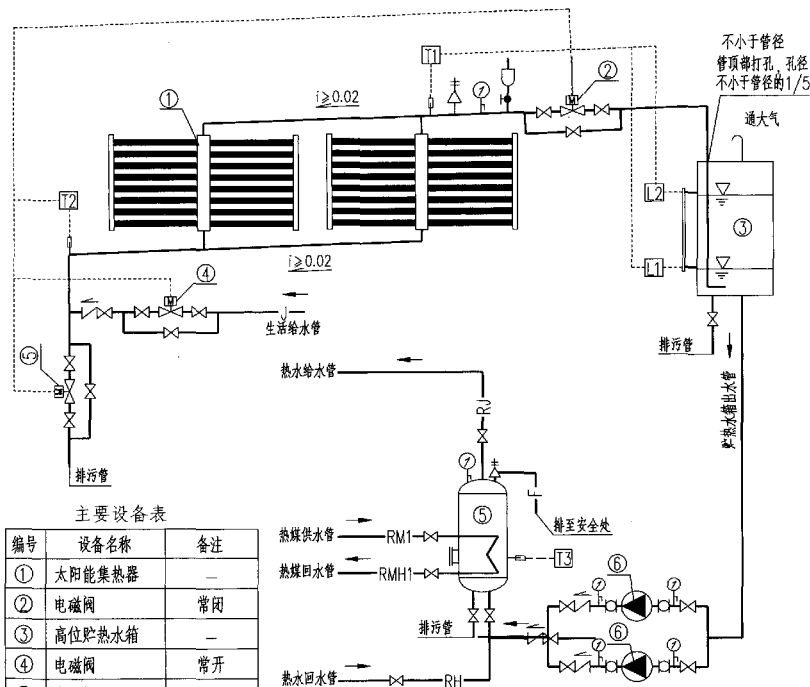 不小于管径
管顶部打孔,孔径
不小于管径的1/5
通大气
T1
M
②
①
i≥0.02
T2
L2
③
L1
i≥0.02
④
M
J
生活给水管
⑤
M
排污管
排污管
贮热水箱出水管
热水给水管
RJ
F
排至安全处
⑤
热媒供水管
RM1
热媒回水管
RMH1
T3
⑥
排污管
⑥
热水回水管
RH
主要设备表
编号 设备名称 备注
① 太阳能集热器 —
② 电磁阀 常闭
③ 高位贮热水箱 —
④ 电磁阀 常开